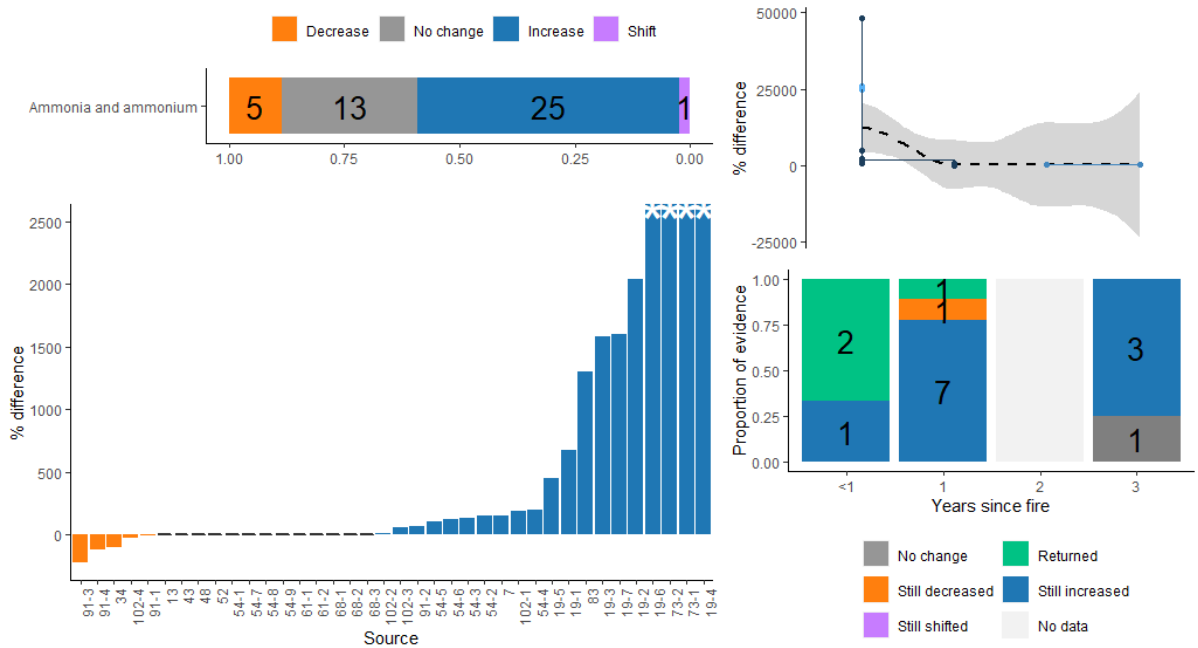 Decrease No change Increase Shift
Ammonia and ammonium
5 13 25 1
1.00 0.75 0.50 0.25 0.00
% difference
2500
2000
1500
1000
500
0
91-3 91-4 34 102-4 91-1 13 43 48 52 54-1 54-7 54-8 54-9 61-1 61-2 68-1 68-2 68-3 102-2 102-3 91-2 54-5 54-6 54-3 54-2 7 102-1 54-4 19-5 19-1 83 19-3 19-7 19-2 19-6 73-2 73-1 19-4
Source
% difference
50000
25000
0
-25000
Proportion of evidence
1.00
0.75
0.50
0.25
0.00
2 1
1 1 7
3 1
<1 1 2 3
Years since fire
No change Returned
Still decreased Still increased
Still shifted No data